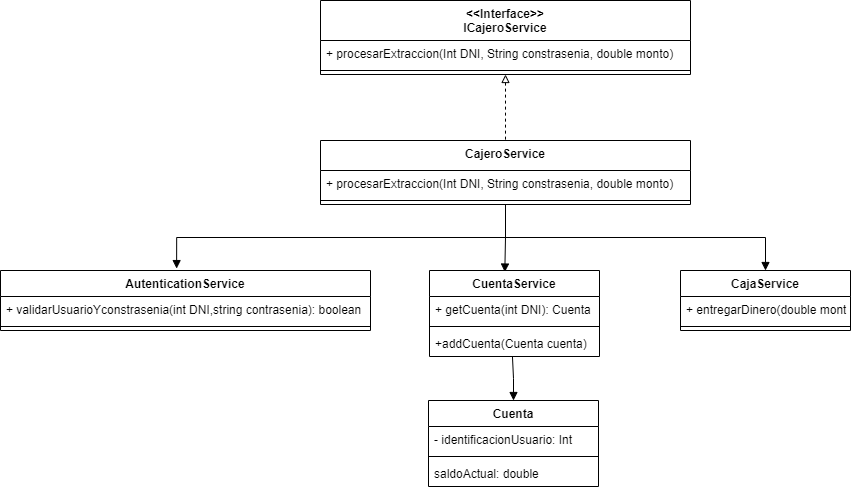 <<Interface>>
ICajeroService
+ procesarExtraccion(Int DNI, String constrasenia, double monto)
CajeroService
+ procesarExtraccion(Int DNI, String constrasenia, double monto)
AutenticationService
+ validarUsuarioYconstrasenia(int DNI,string contrasenia): boolean
CuentaService
+ getCuenta(int DNI): Cuenta
+addCuenta(Cuenta cuenta)
CajaService
+ entregarDinero(double mont
Cuenta
- identificacionUsuario: Int
saldoActual: double